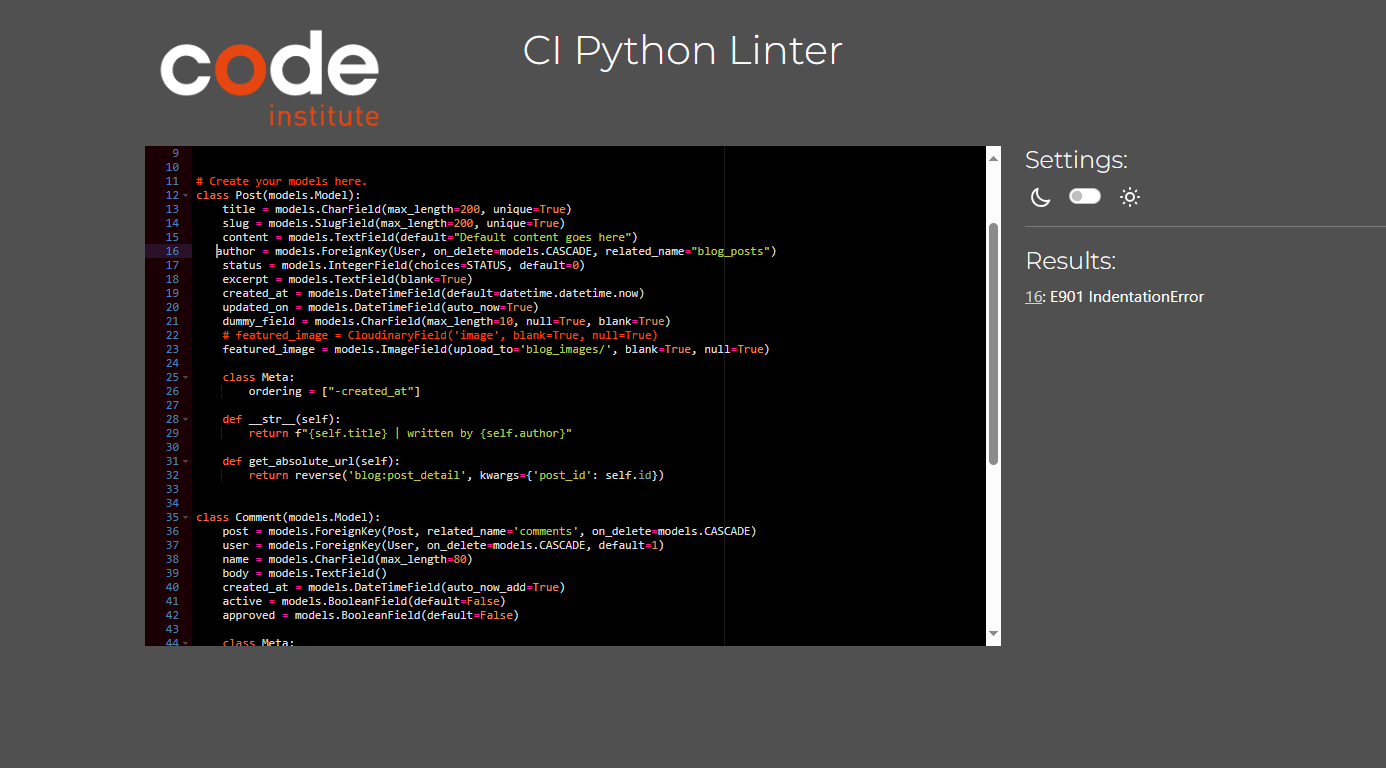 code
institute
CI Python Linter
9
10
11 # Create your models here.
12 class Post(models.Model):
13     title = models.CharField(max_length=200, unique=True)
14     slug = models.SlugField(max_length=200, unique=True)
15     content = models.TextField(default="Default content goes here")
16    author = models.ForeignKey(User, on_delete=models.CASCADE, related_name="blog_posts")
17     status = models.IntegerField(choices=STATUS, default=0)
18     excerpt = models.TextField(blank=True)
19     created_at = models.DateTimeField(default=datetime.datetime.now)
20     updated_on = models.DateTimeField(auto_now=True)
21     dummy_field = models.CharField(max_length=10, null=True, blank=True)
22     # featured_image = CloudinaryField('image', blank=True, null=True)
23     featured_image = models.ImageField(upload_to='blog_images/', blank=True, null=True)
24
25     class Meta:
26         ordering = ["-created_at"]
27
28     def __str__(self):
29         return f"{self.title} | written by {self.author}"
30
31     def get_absolute_url(self):
32         return reverse('blog:post_detail', kwargs={'post_id': self.id})
33
34
35 class Comment(models.Model):
36     post = models.ForeignKey(Post, related_name='comments', on_delete=models.CASCADE)
37     user = models.ForeignKey(User, on_delete=models.CASCADE, default=1)
38     name = models.CharField(max_length=80)
39     body = models.TextField()
40     created_at = models.DateTimeField(auto_now_add=True)
41     active = models.BooleanField(default=False)
42     approved = models.BooleanField(default=False)
43
44     class Meta:
Settings:
Results:
16: E901 IndentationError